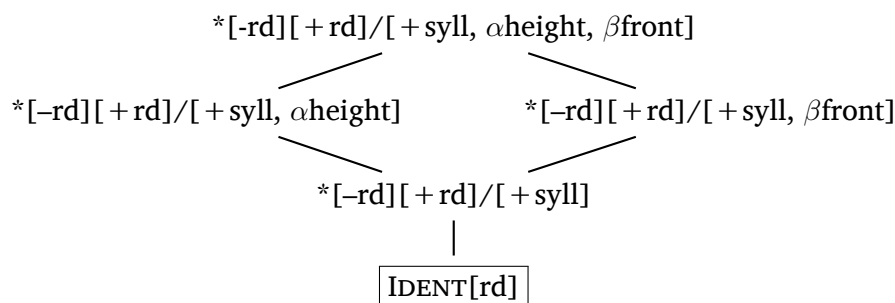 *[-rd][+rd]/[+syll, αheight, βfront]
*[–rd][+rd]/[+syll, αheight] *[–rd][+rd]/[+syll, βfront]
*[–rd][+rd]/[+syll]
IDENT[rd]